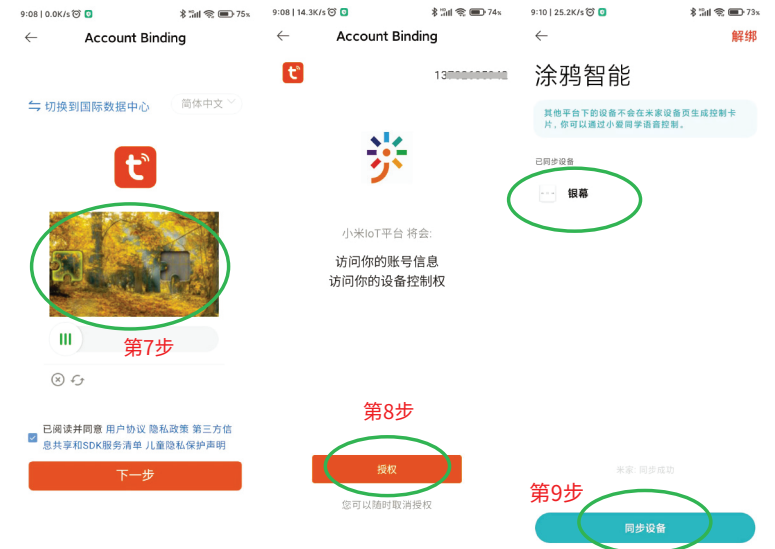 9:08 | 0.0K/s
75%
Account Binding
切换到国际数据中心
简体中文
第7步
已阅读并同意 用户协议 隐私政策 第三方信
息共享和SDK服务清单 儿童隐私保护声明
下一步
9:08 | 14.3K/s
74%
Account Binding
小米IoT平台 将会:
访问你的账号信息
访问你的设备控制权
第8步
授权
您可以随时取消授权
9:10 | 25.2K/s
73%
解绑
涂鸦智能
其他平台下的设备不会在米家设备页生成控制卡
片，你可以通过小爱同学语音控制。
已同步设备
银幕
米家: 同步成功
第9步
同步设备